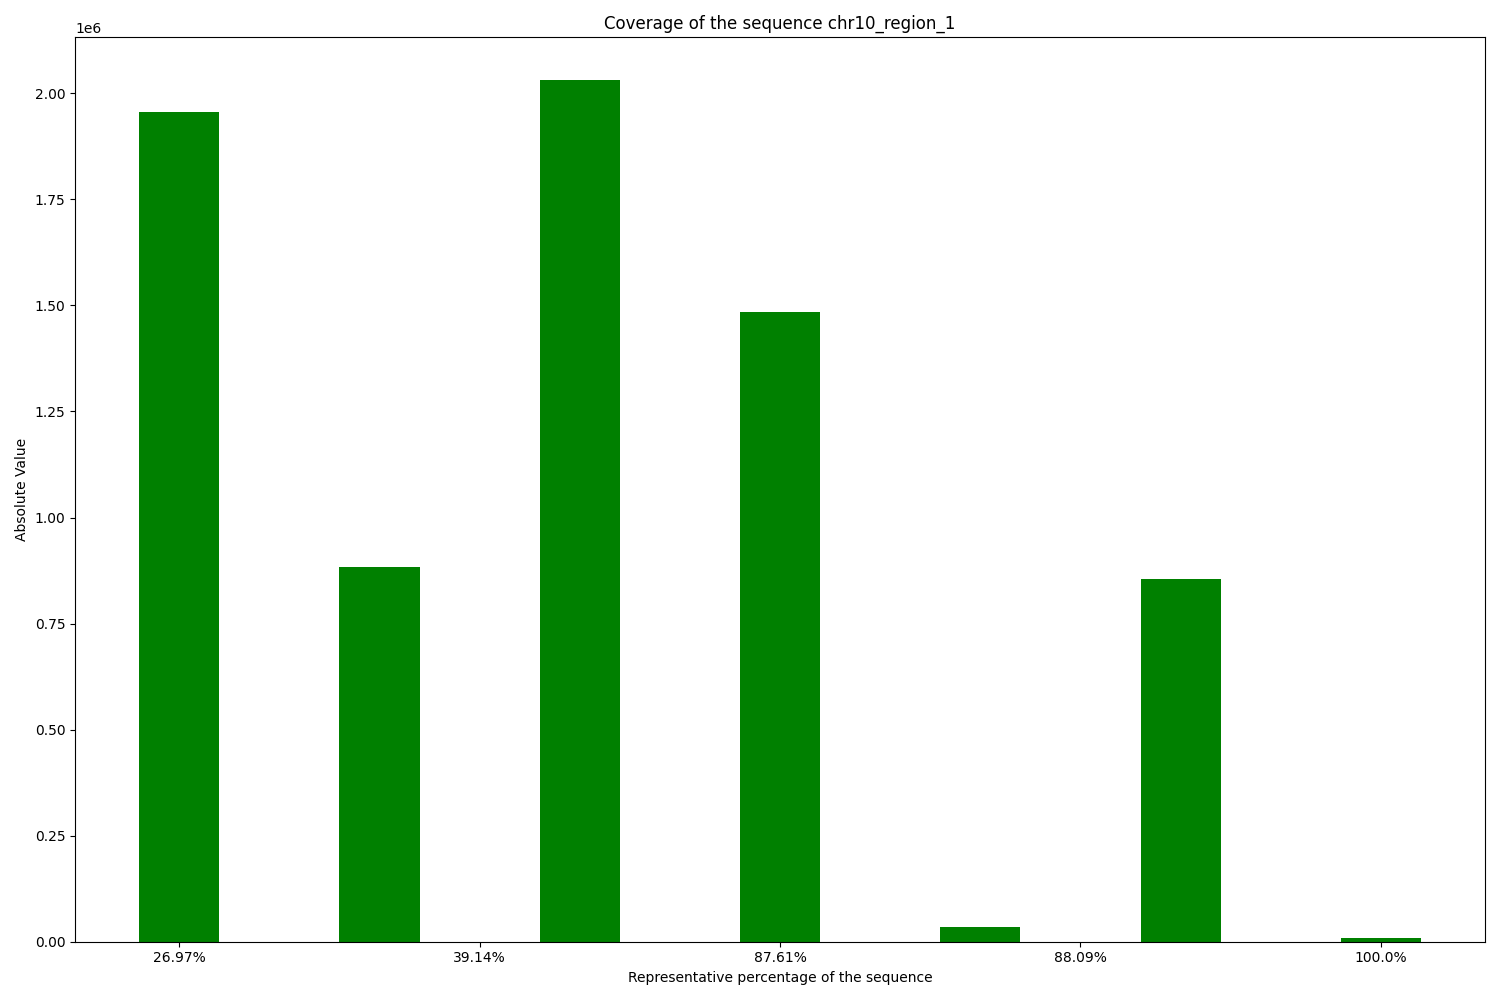 Coverage of the sequence chr10_region_1
1e6
2.00
1.75
1.50
1.25
1.00
0.75
0.50
0.25
0.00
Absolute Value
26.97% 39.14% 87.61% 88.09% 100.0%
Representative percentage of the sequence